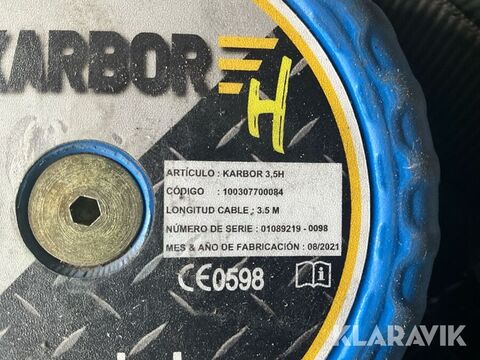 KARBOR
H
ARTÍCULO : KARBOR 3,5H
CÓDIGO : 100307700084
LONGITUD CABLE : 3.5 M
NÚMERO DE SERIE : 01089219 -0098
MES & AÑO DE FABRICACIÓN : 08/2021
CE0598
KLARAVIK